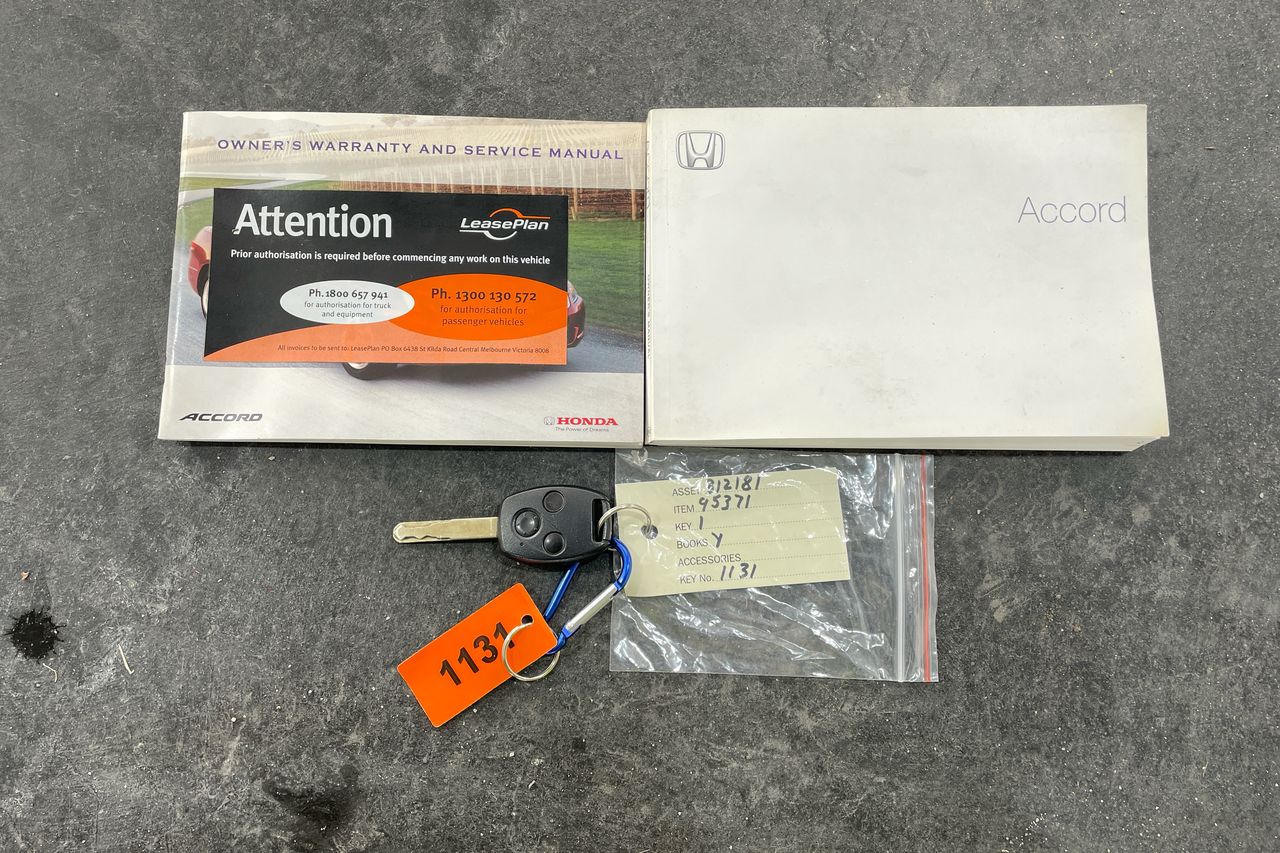 OWNER'S WARRANTY AND SERVICE MANUAL
Attention
LeasePlan
Prior authorisation is required before commencing any work on this vehicle
Ph. 1800 657 941
for authorisation for truck
and equipment
Ph. 1300 130 572
for authorisation for
passenger vehicles
All invoices to be sent to: LeasePlan PO Box 6438 St Kilda Road Central Melbourne Victoria 8008
ACCORD
HONDA
The Power of Dreams
Accord
ASSET 312181
ITEM 45371
KEY 1
BOOKS Y
ACCESSORIES
KEY No. 1131
1131